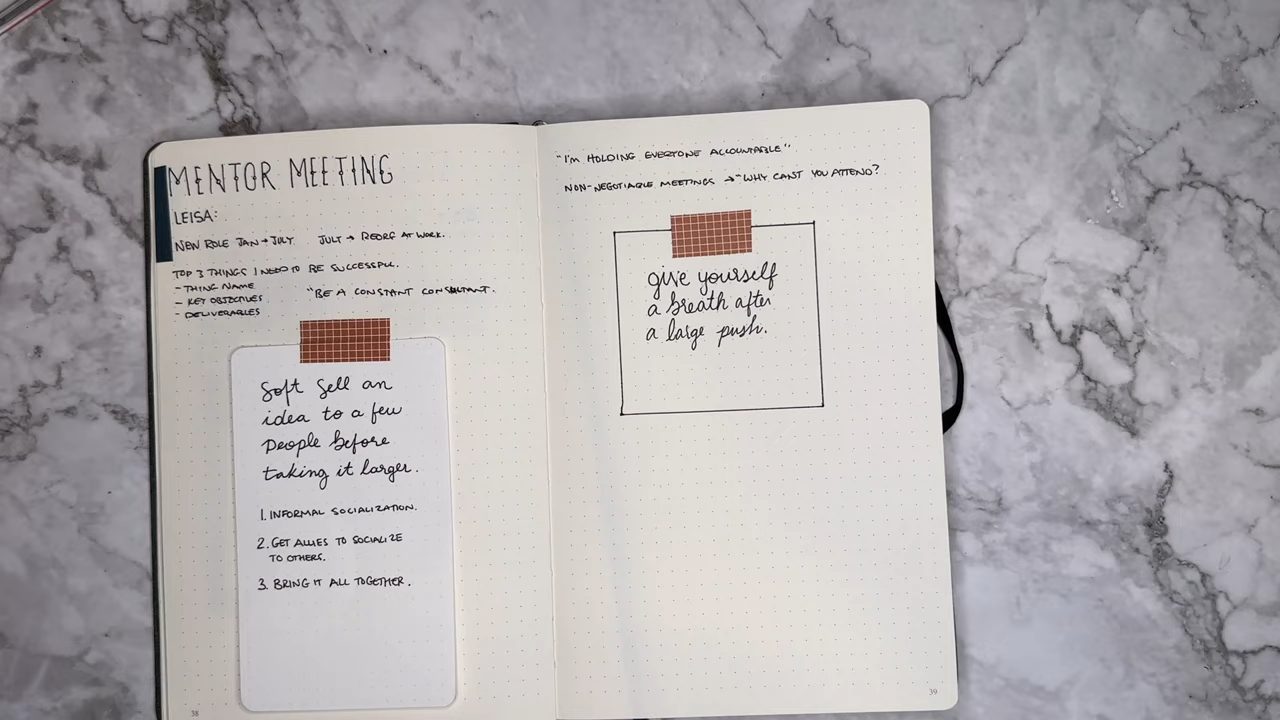 MENTOR MEETING
LEISA:
NEW ROLE JAN → JULY JULY → REORG AT WORK.
TOP 3 THINGS I NEED TO BE SUCCESSFUL.
- THING NAME
- KEY OBJECTIVES "BE A CONSTANT CONSULTANT.
- DELIVERABLES
Soft Sell an
idea to a few
people before
taking it larger.
1. INFORMAL SOCIALIZATION.
2. GET ALLIES TO SOCIALIZE
TO OTHERS.
3. BRING IT ALL TOGETHER.
38
"I'M HOLDING EVERYONE ACCOUNTABLE"
NON-NEGOTIABLE MEETINGS → "WHY CAN'T YOU ATTEND?
give yourself
a breath after
a large push.
39